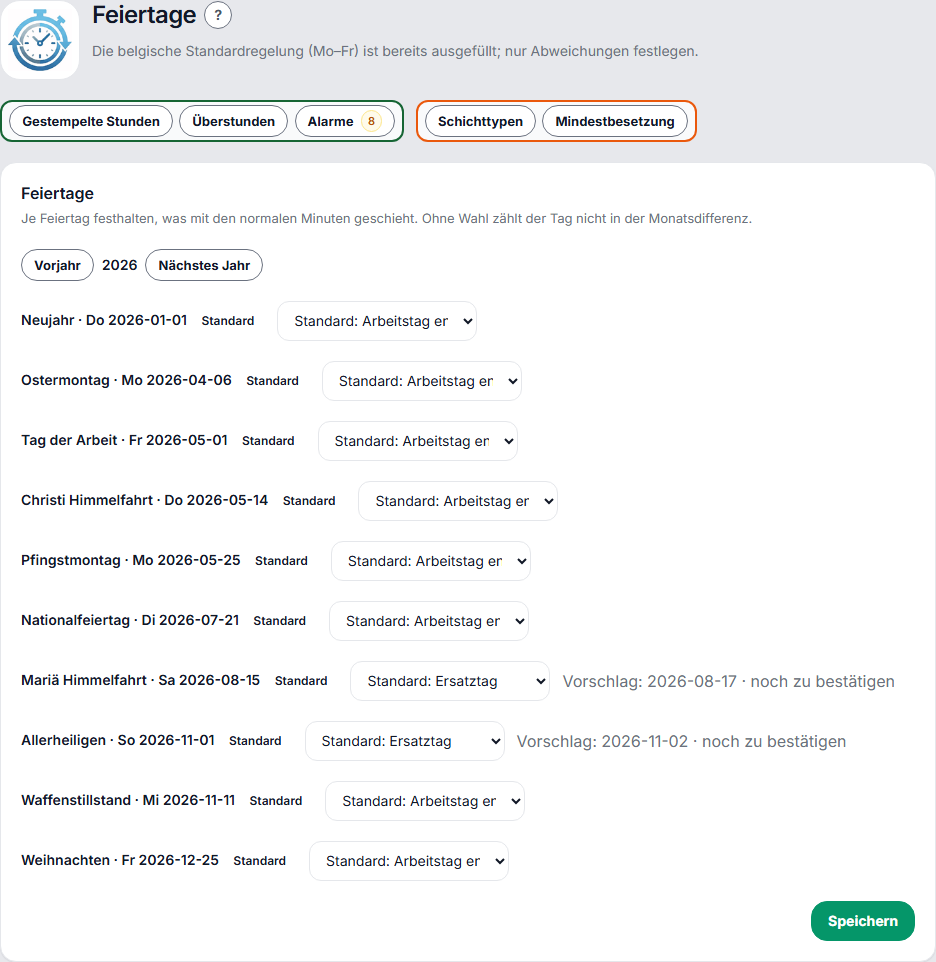 Feiertage ?
Die belgische Standardregelung (Mo–Fr) ist bereits ausgefüllt; nur Abweichungen festlegen.
Gestempelte Stunden Überstunden Alarme 8 Schichttypen Mindestbesetzung
Feiertage
Je Feiertag festhalten, was mit den normalen Minuten geschieht. Ohne Wahl zählt der Tag nicht in der Monatsdifferenz.
Vorjahr 2026 Nächstes Jahr
Neujahr · Do 2026-01-01 Standard Standard: Arbeitstag er
Ostermontag · Mo 2026-04-06 Standard Standard: Arbeitstag er
Tag der Arbeit · Fr 2026-05-01 Standard Standard: Arbeitstag er
Christi Himmelfahrt · Do 2026-05-14 Standard Standard: Arbeitstag er
Pfingstmontag · Mo 2026-05-25 Standard Standard: Arbeitstag er
Nationalfeiertag · Di 2026-07-21 Standard Standard: Arbeitstag er
Mariä Himmelfahrt · Sa 2026-08-15 Standard Standard: Ersatztag Vorschlag: 2026-08-17 · noch zu bestätigen
Allerheiligen · So 2026-11-01 Standard Standard: Ersatztag Vorschlag: 2026-11-02 · noch zu bestätigen
Waffenstillstand · Mi 2026-11-11 Standard Standard: Arbeitstag er
Weihnachten · Fr 2026-12-25 Standard Standard: Arbeitstag er
Speichern